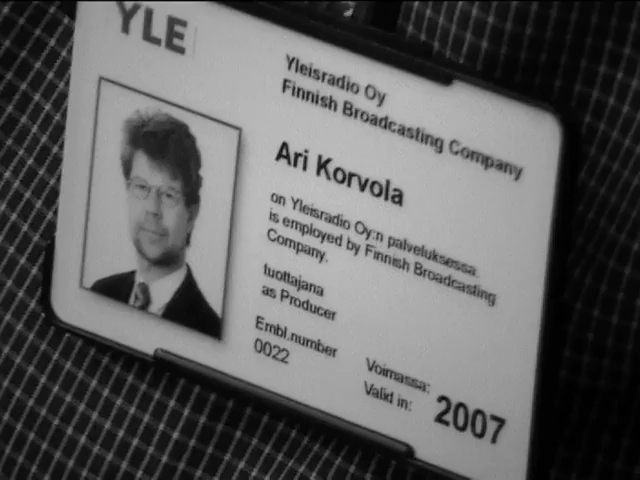 YLE
Yleisradio Oy
Finnish Broadcasting Company
Ari Korvola
on Yleisradio Oy:n palveluksessa.
is employed by Finnish Broadcasting
Company.
tuottajana
as Producer
Embl.number
0022
Voimassa:
Valid in:
2007